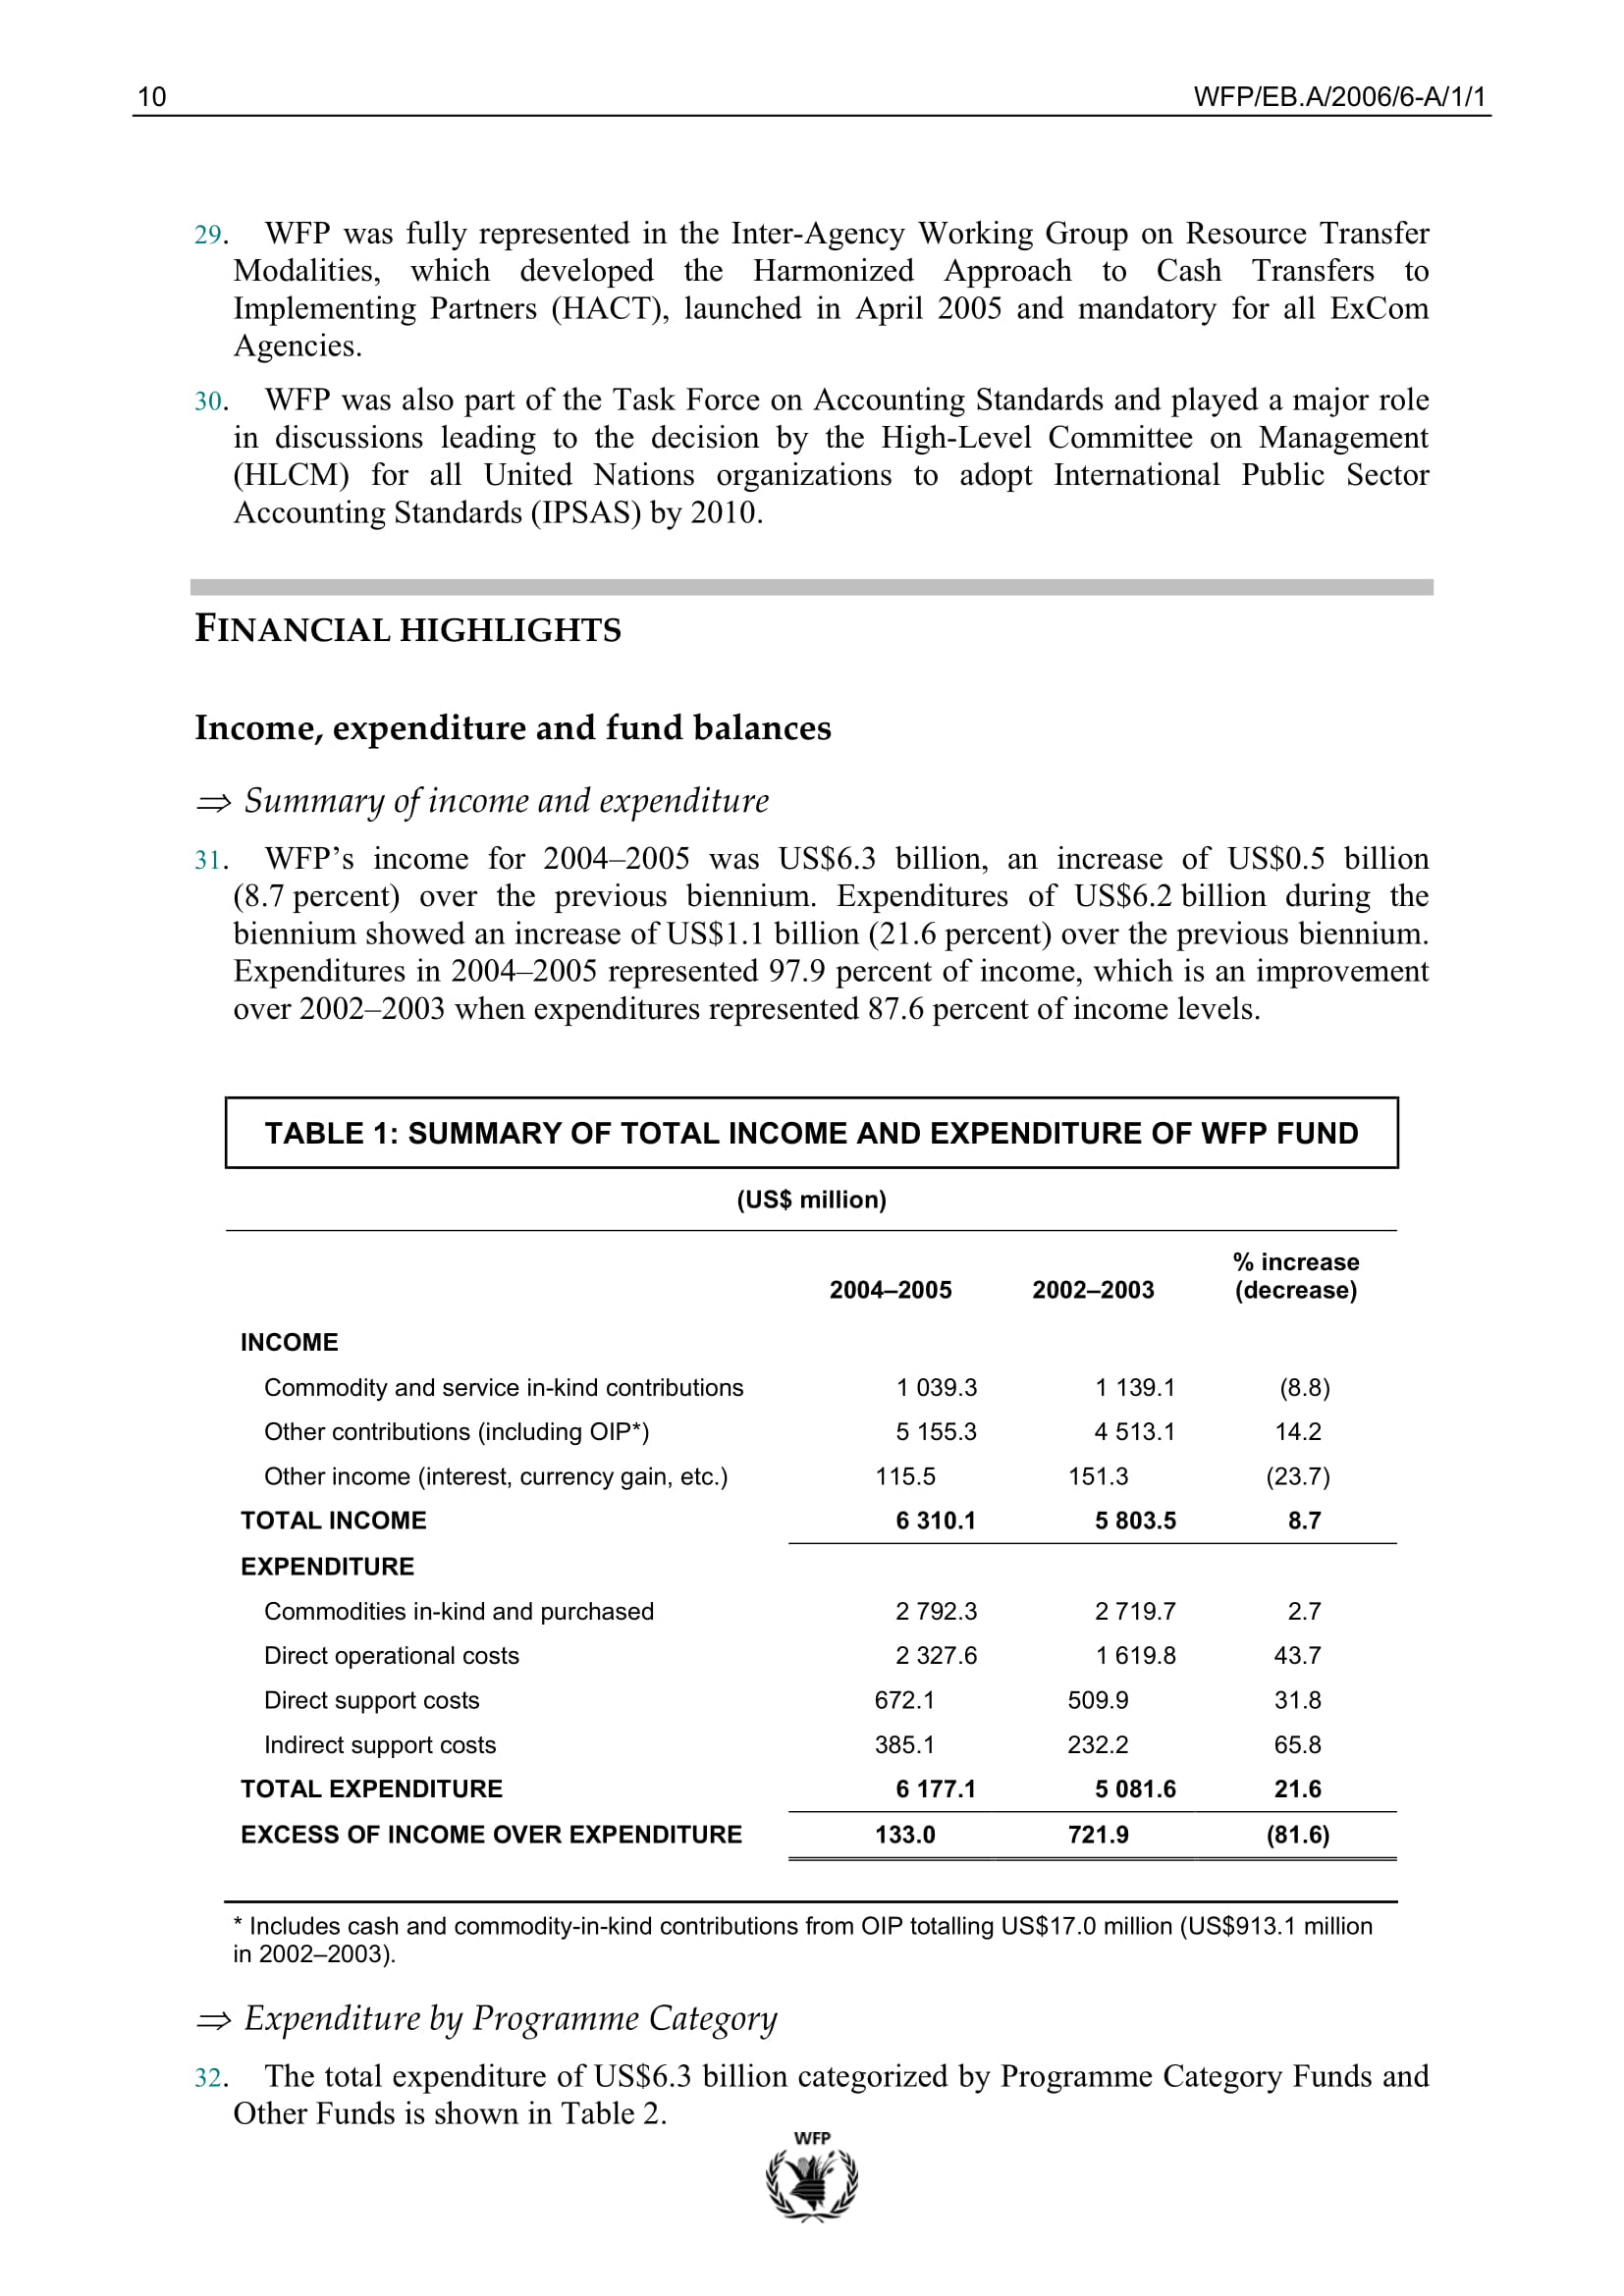 10 WFP/EB.A/2006/6-A/1/1
29. WFP was fully represented in the Inter-Agency Working Group on Resource Transfer
Modalities, which developed the Harmonized Approach to Cash Transfers to
Implementing Partners (HACT), launched in April 2005 and mandatory for all ExCom
Agencies.
30. WFP was also part of the Task Force on Accounting Standards and played a major role
in discussions leading to the decision by the High-Level Committee on Management
(HLCM) for all United Nations organizations to adopt International Public Sector
Accounting Standards (IPSAS) by 2010.
FINANCIAL HIGHLIGHTS
Income, expenditure and fund balances
⇒ Summary of income and expenditure
31. WFP’s income for 2004–2005 was US$6.3 billion, an increase of US$0.5 billion
(8.7 percent) over the previous biennium. Expenditures of US$6.2 billion during the
biennium showed an increase of US$1.1 billion (21.6 percent) over the previous biennium.
Expenditures in 2004–2005 represented 97.9 percent of income, which is an improvement
over 2002–2003 when expenditures represented 87.6 percent of income levels.
TABLE 1: SUMMARY OF TOTAL INCOME AND EXPENDITURE OF WFP FUND
(US$ million)
2004–2005 2002–2003 % increase
(decrease)
INCOME
Commodity and service in-kind contributions 1 039.3 1 139.1 (8.8)
Other contributions (including OIP*) 5 155.3 4 513.1 14.2
Other income (interest, currency gain, etc.) 115.5 151.3 (23.7)
TOTAL INCOME 6 310.1 5 803.5 8.7
EXPENDITURE
Commodities in-kind and purchased 2 792.3 2 719.7 2.7
Direct operational costs 2 327.6 1 619.8 43.7
Direct support costs 672.1 509.9 31.8
Indirect support costs 385.1 232.2 65.8
TOTAL EXPENDITURE 6 177.1 5 081.6 21.6
EXCESS OF INCOME OVER EXPENDITURE 133.0 721.9 (81.6)
* Includes cash and commodity-in-kind contributions from OIP totalling US$17.0 million (US$913.1 million
in 2002–2003).
⇒ Expenditure by Programme Category
32. The total expenditure of US$6.3 billion categorized by Programme Category Funds and
Other Funds is shown in Table 2.
WFP